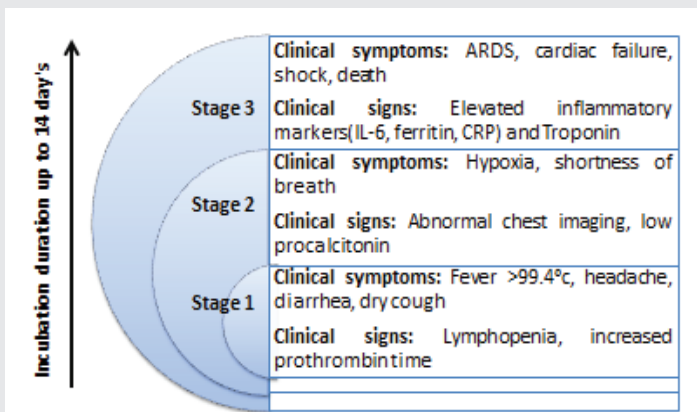 Incubation duration up to 14 day's
Stage 3
Clinical symptoms: ARDS, cardiac failure,
shock, death
Clinical signs: Elevated inflammatory
markers(IL-6, ferritin, CRP) and Troponin
Stage 2
Clinical symptoms: Hypoxia, shortness of
breath
Clinical signs: Abnormal chest imaging, low
procalcitonin
Stage 1
Clinical symptoms: Fever >99.4°c, headache,
diarrhea, dry cough
Clinical signs: Lymphopenia, increased
prothrombin time